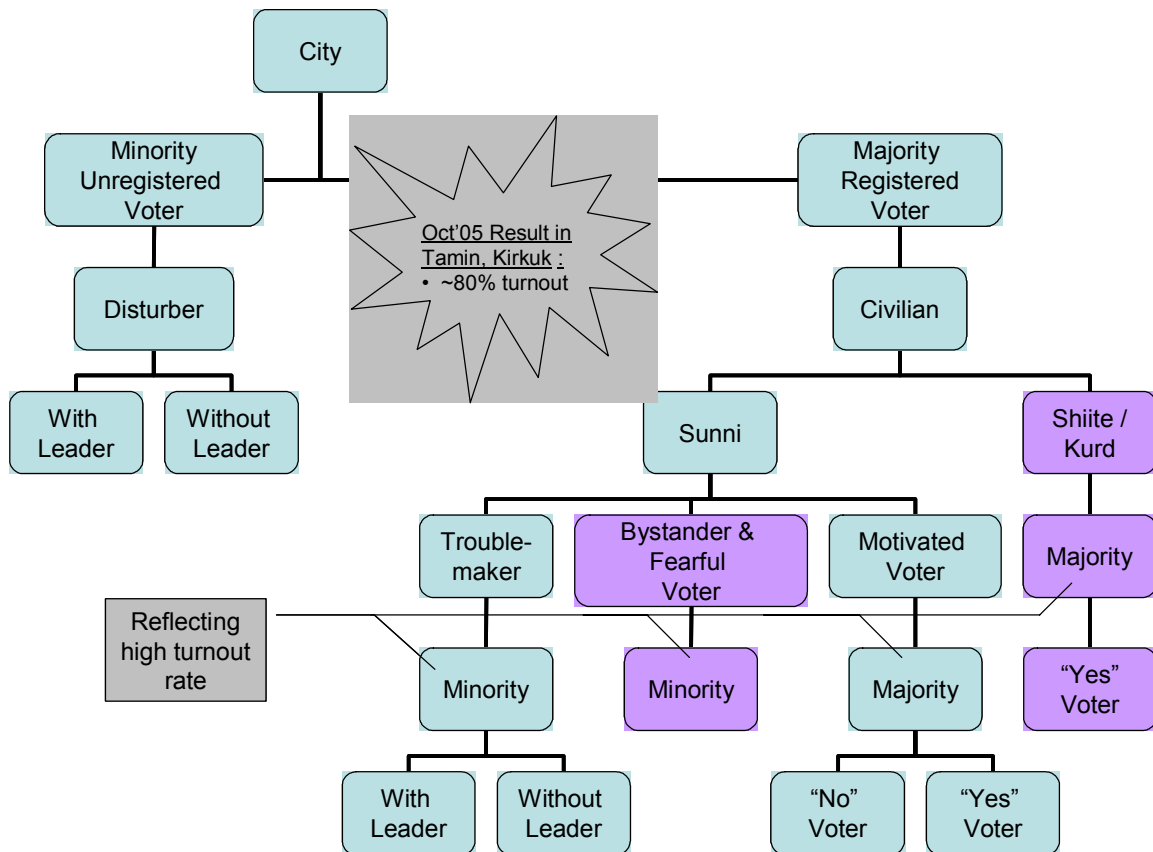 City
Minority
Unregistered
Voter
Majority
Registered
Voter
Oct'05 Result in
Tamin, Kirkuk :
• ~80% turnout
Disturber
Civilian
With
Leader
Without
Leader
Sunni
Shiite /
Kurd
Trouble-
maker
Bystander &
Fearful
Voter
Motivated
Voter
Majority
Reflecting
high turnout
rate
Minority
Minority
Majority
“Yes”
Voter
With
Leader
Without
Leader
“No”
Voter
“Yes”
Voter